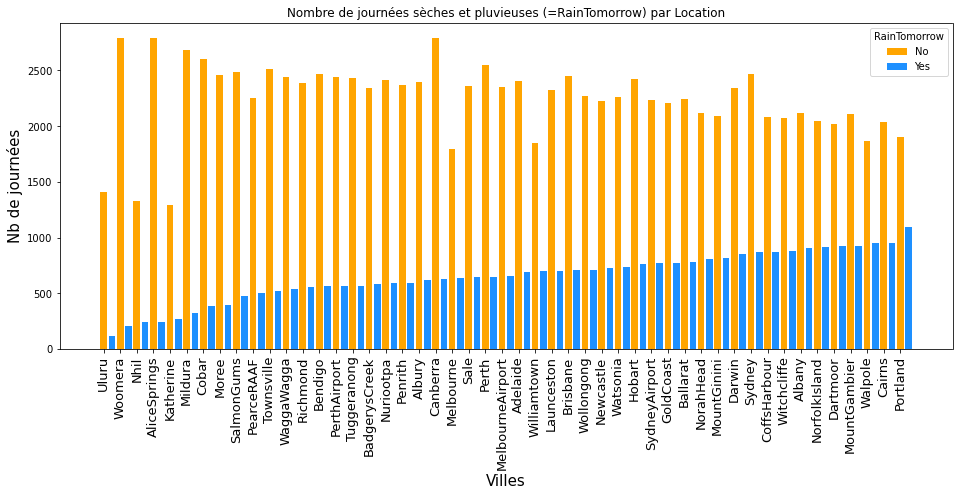 Nombre de journées sèches et pluvieuses (=RainTomorrow) par Location
RainTomorrow
No
Yes
Nb de journées
2500
2000
1500
1000
500
0
Uluru
Woomera
Nhil
AliceSprings
Katherine
Mildura
Cobar
Moree
SalmonGums
PearceRAAF
Townsville
WaggaWagga
Richmond
Bendigo
PerthAirport
Tuggeranong
BadgerysCreek
Nuriootpa
Penrith
Albury
Canberra
Melbourne
Sale
Perth
MelbourneAirport
Adelaide
Williamtown
Launceston
Brisbane
Wollongong
Newcastle
Watsonia
Hobart
SydneyAirport
GoldCoast
Ballarat
NorahHead
MountGinini
Darwin
Sydney
CoffsHarbour
Witchcliffe
Albany
NorfolkIsland
Dartmoor
MountGambier
Walpole
Cairns
Portland
Villes